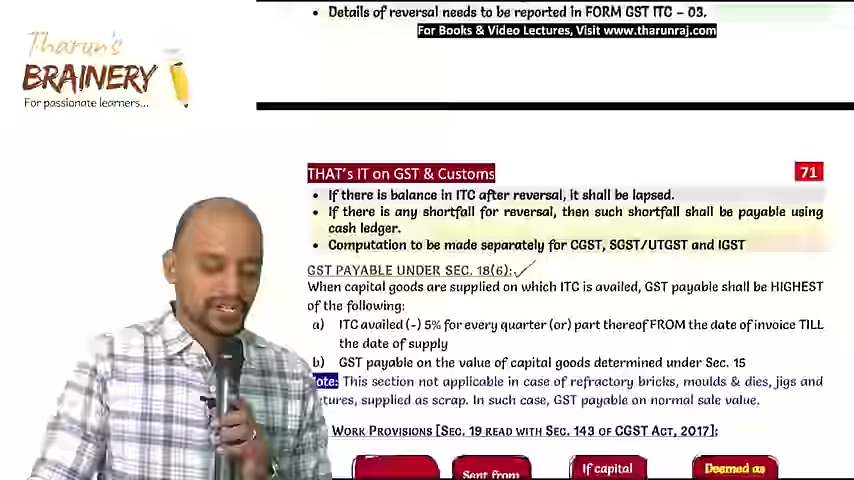 Details of reversal needs to be reported in FORM GST ITC – 03.
For Books & Video Lectures, Visit www.tharunraj.com
Tharun's
BRAINERY
For passionate learners...
THAT's IT on GST & Customs
71
If there is balance in ITC after reversal, it shall be lapsed.
If there is any shortfall for reversal, then such shortfall shall be payable using
cash ledger.
Computation to be made separately for CGST, SGST/UTGST and IGST
GST PAYABLE UNDER SEC. 18(6):
When capital goods are supplied on which ITC is availed, GST payable shall be HIGHEST
of the following:
a) ITC availed (-) 5% for every quarter (or) part thereof FROM the date of invoice TILL
the date of supply
b) GST payable on the value of capital goods determined under Sec. 15
ote: This section not applicable in case of refractory bricks, moulds & dies, jigs and
tures, supplied as scrap. In such case, GST payable on normal sale value.
WORK PROVISIONS [SEC. 19 READ WITH SEC. 143 OF CGST ACT, 2017]:
Sent from
If capital
Deemed as